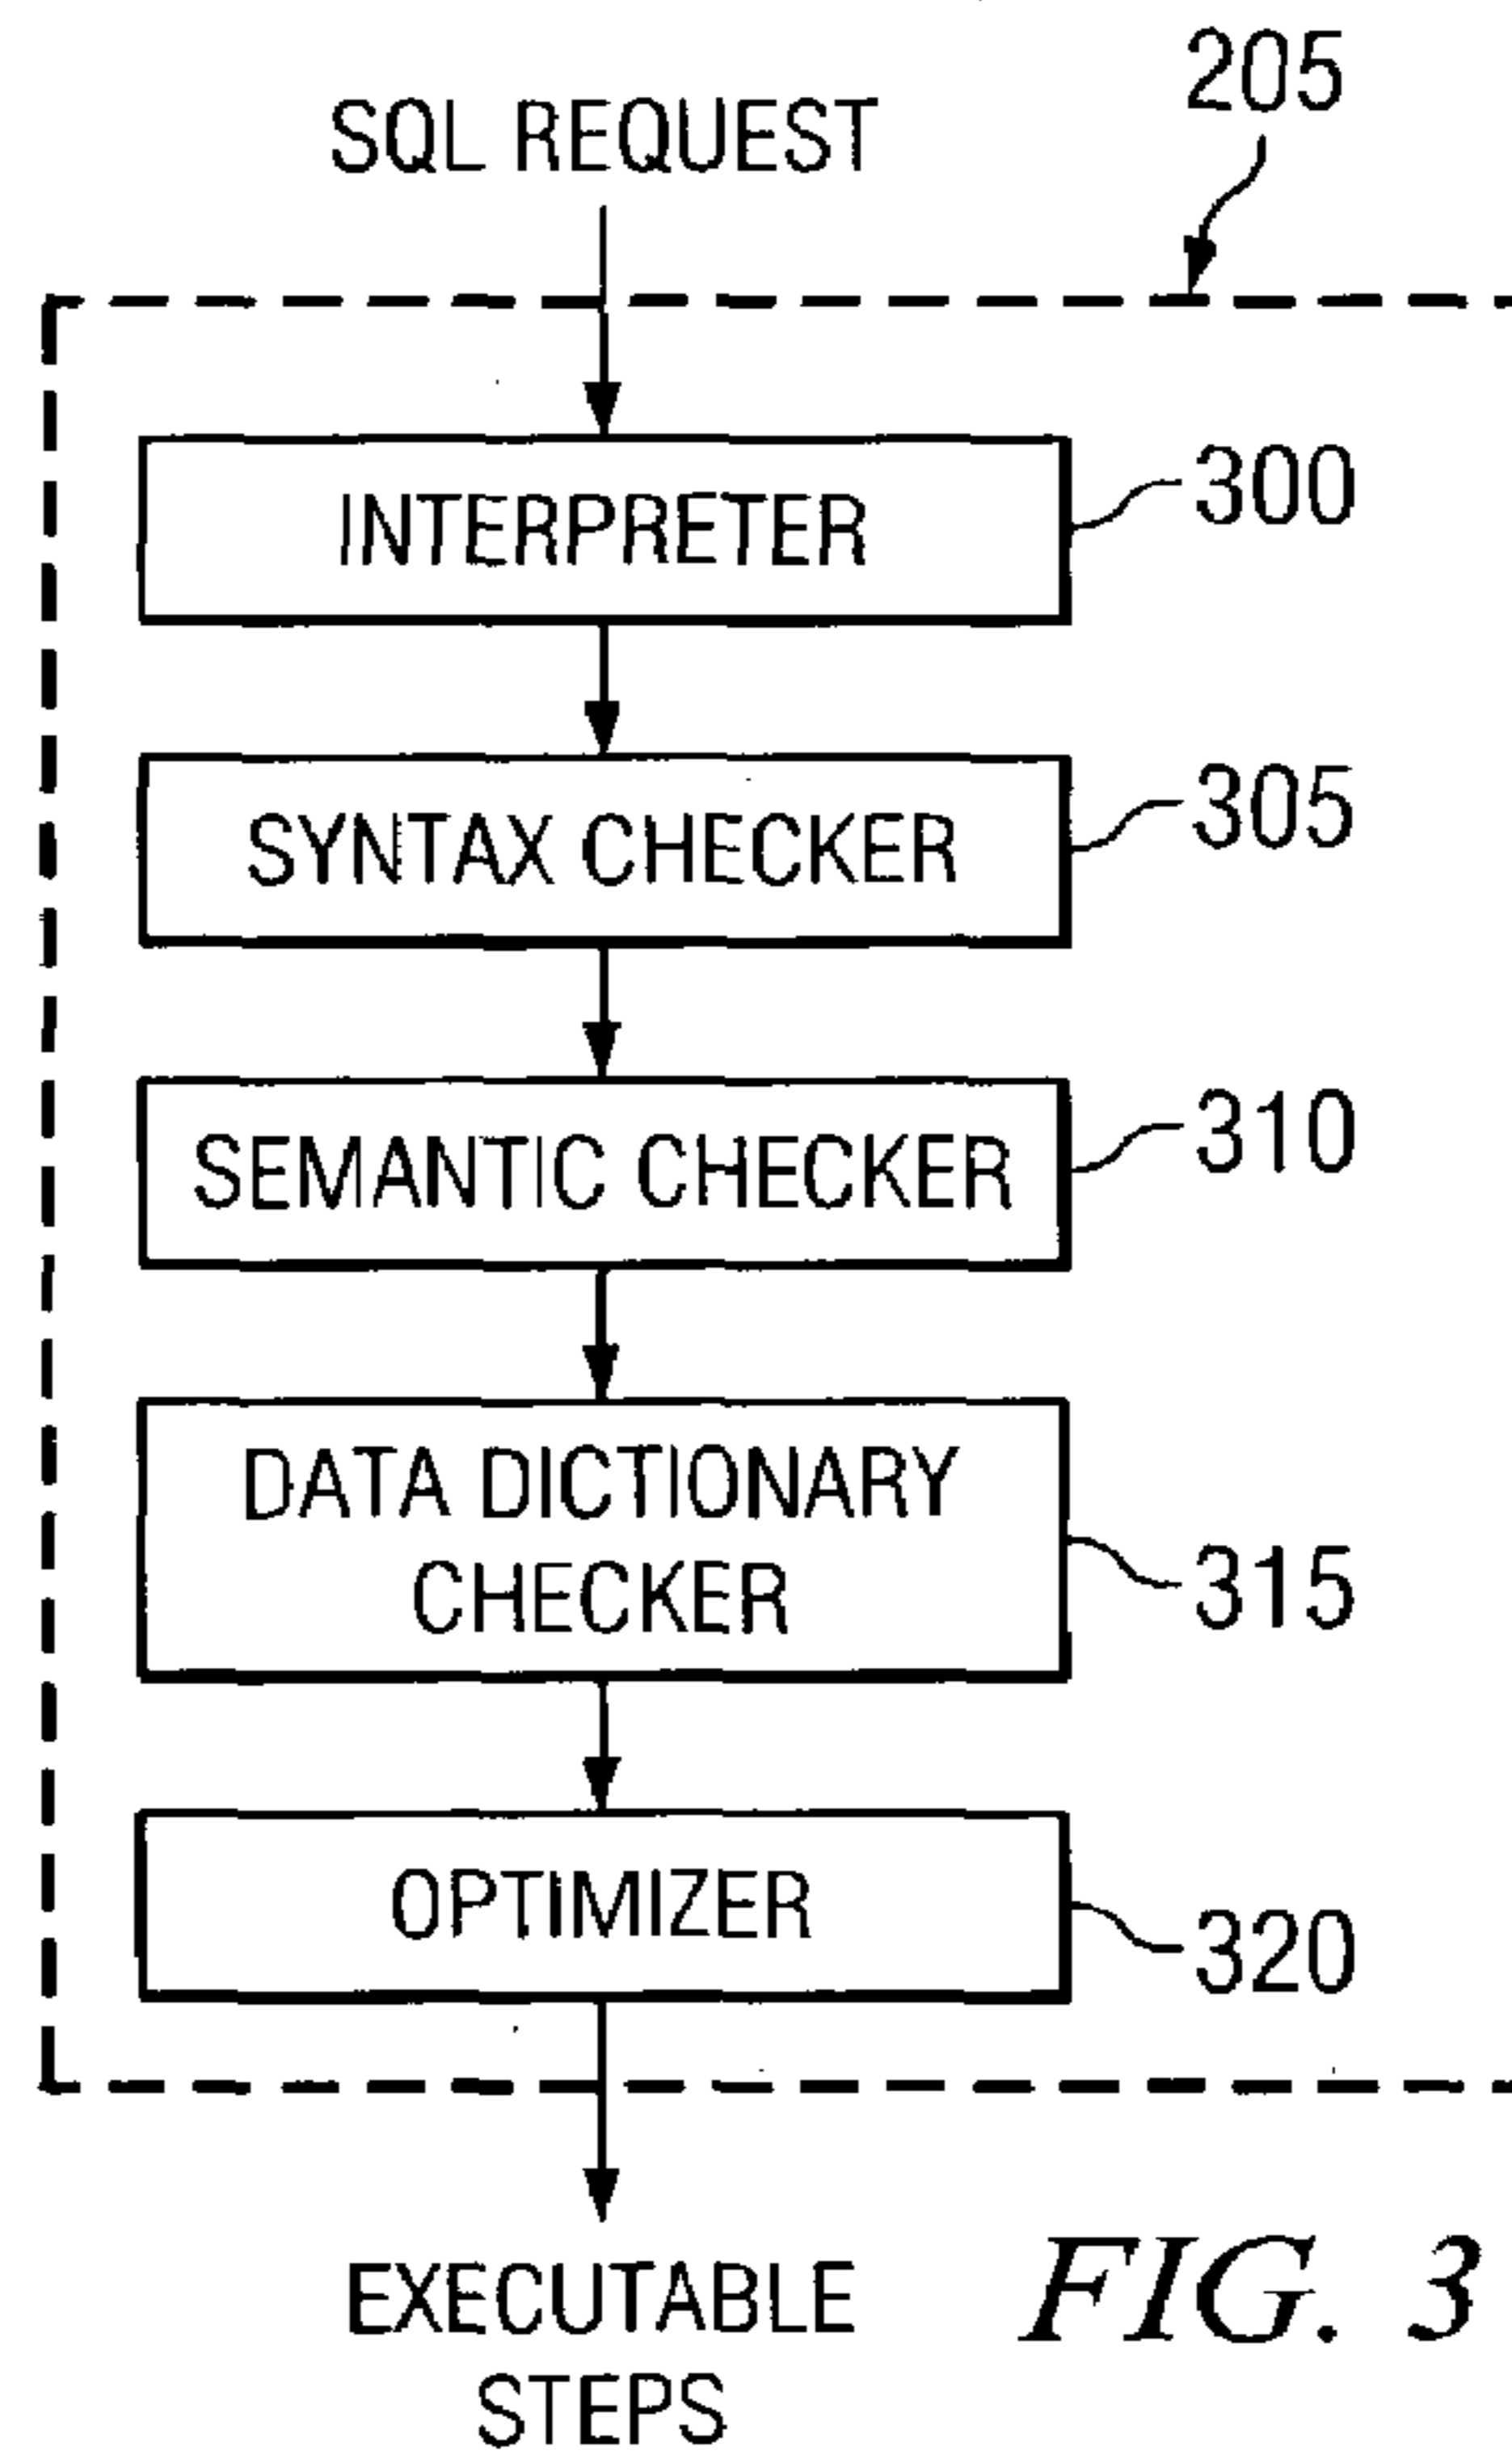 205
SQL REQUEST
INTERPRETER
300
SYNTAX CHECKER
305
SEMANTIC CHECKER
310
DATA DICTIONARY
CHECKER
315
OPTIMIZER
320
EXECUTABLE
STEPS
FIG. 3